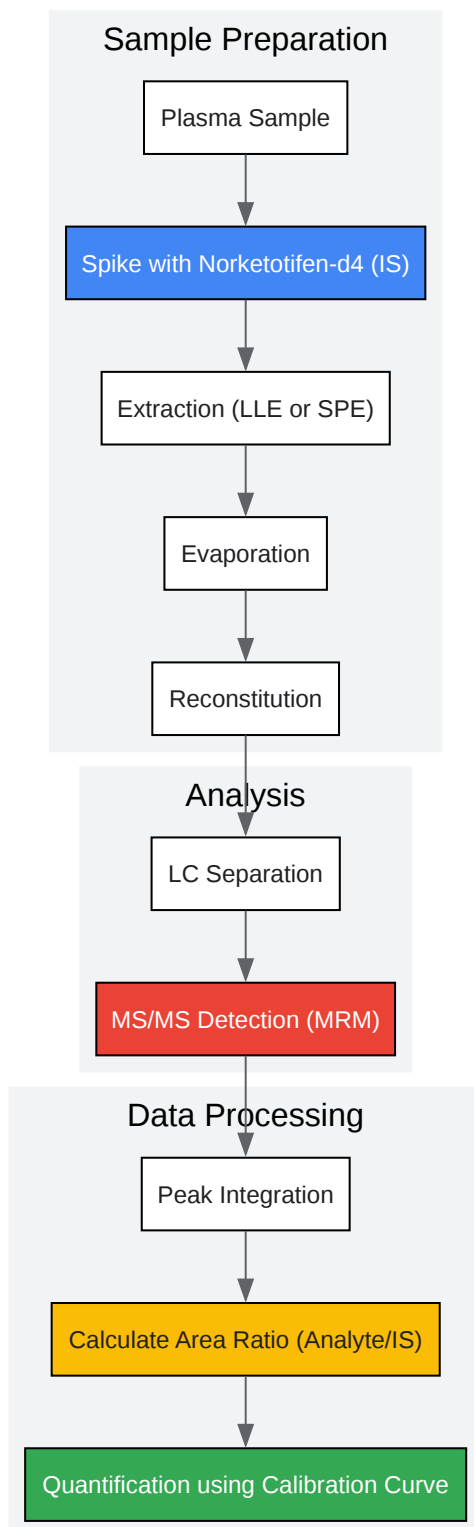 Sample Preparation
Plasma Sample
Spike with Norketotifen-d4 (IS)
Extraction (LLE or SPE)
Evaporation
Reconstitution
Analysis
LC Separation
MS/MS Detection (MRM)
Data Processing
Peak Integration
Calculate Area Ratio (Analyte/IS)
Quantification using Calibration Curve